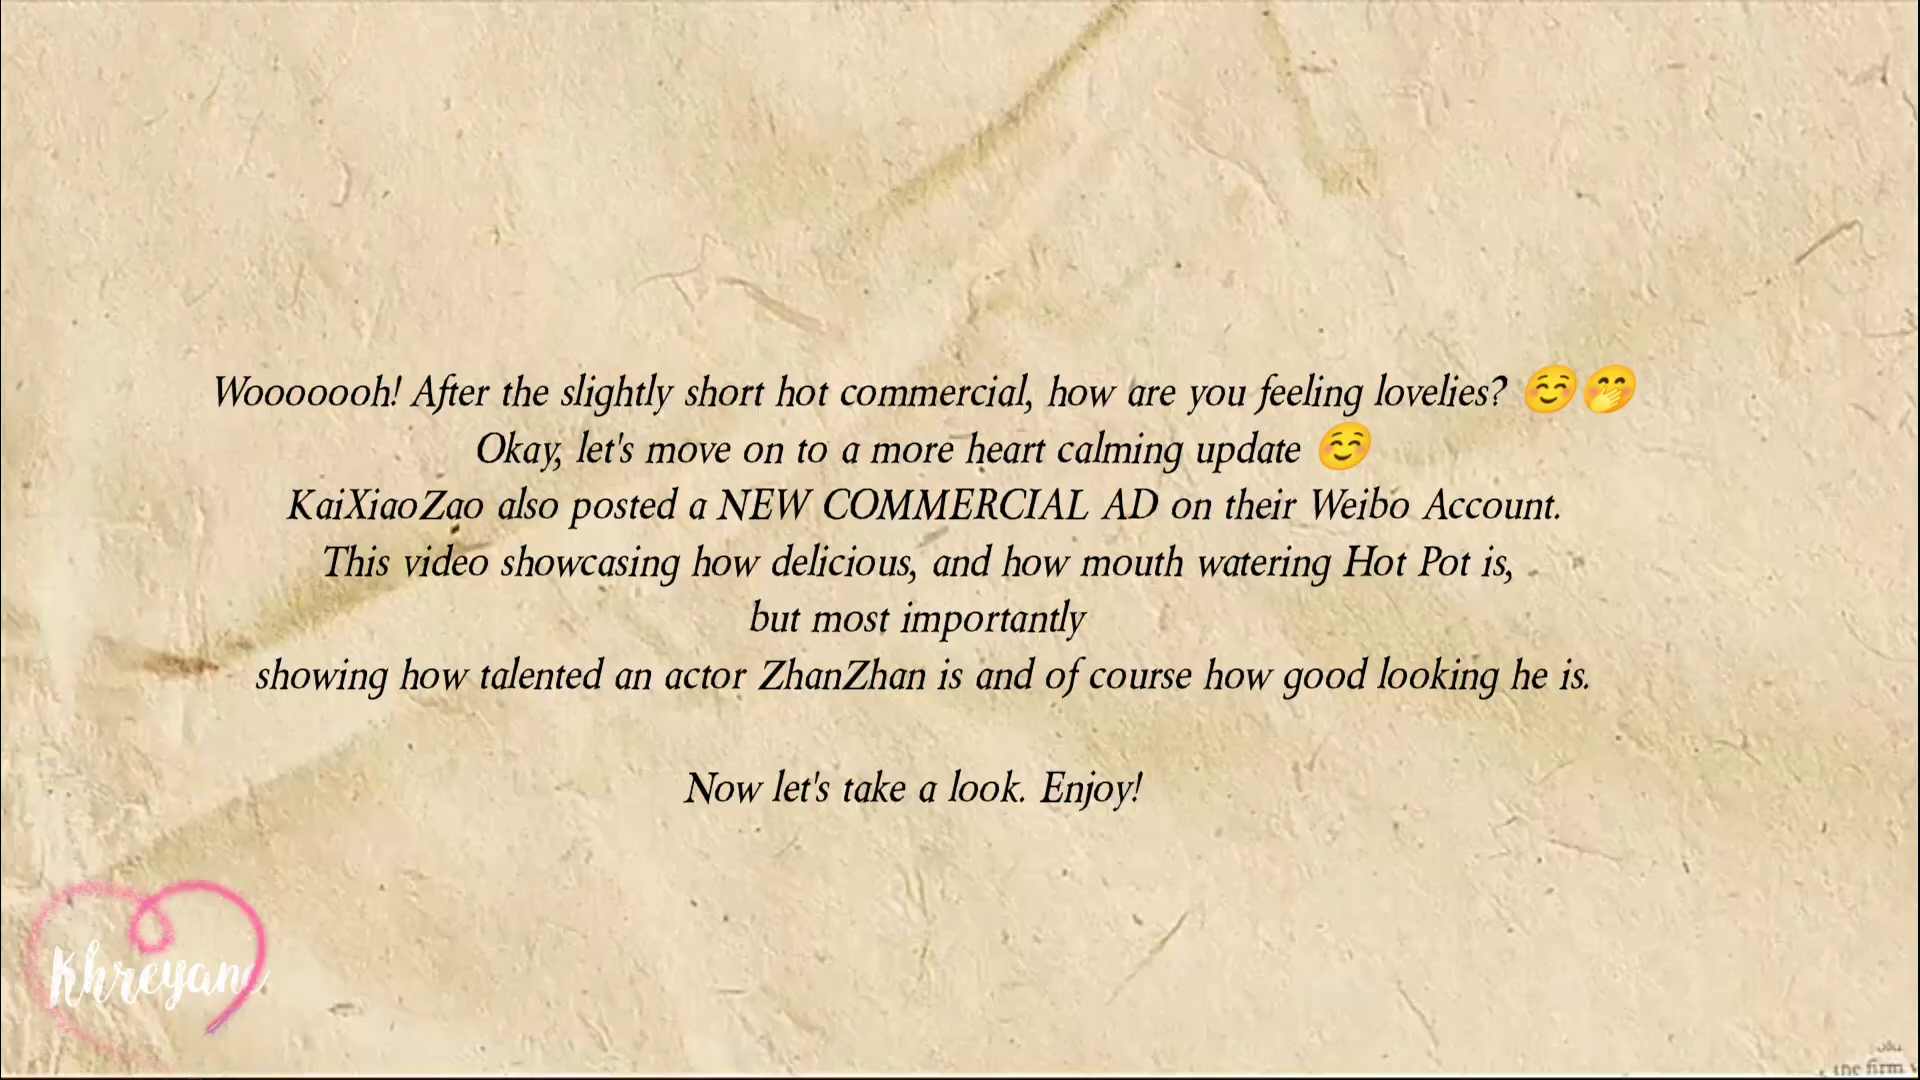 Wooooooh! After the slightly short hot commercial, how are you feeling lovelies? ☺️🤭
Okay, let's move on to a more heart calming update ☺️
KaiXiaoZao also posted a NEW COMMERCIAL AD on their Weibo Account.
This video showcasing how delicious, and how mouth watering Hot Pot is,
but most importantly
showing how talented an actor ZhanZhan is and of course how good looking he is.
Now let's take a look. Enjoy!
Khreyane
the firm